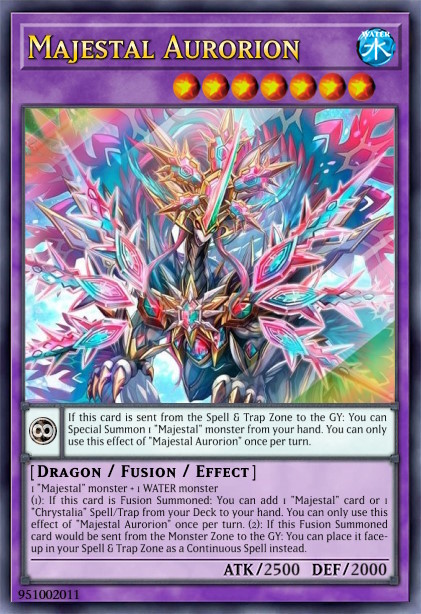 MAJESTAL AURORION
WATER
水
If this card is sent from the Spell & Trap Zone to the GY: You can
Special Summon 1 "Majestal" monster from your hand. You can only
use this effect of "Majestal Aurorion" once per turn.
[DRAGON / FUSION / EFFECT]
1 "Majestal" monster + 1 WATER monster
(1): If this card is Fusion Summoned: You can add 1 "Majestal" card or 1
"Chrystalia" Spell/Trap from your Deck to your hand. You can only use this
effect of "Majestal Aurorion" once per turn. (2): If this Fusion Summoned
card would be sent from the Monster Zone to the GY: You can place it face-
up in your Spell & Trap Zone as a Continuous Spell instead.
ATK/2500 DEF/2000
951002011